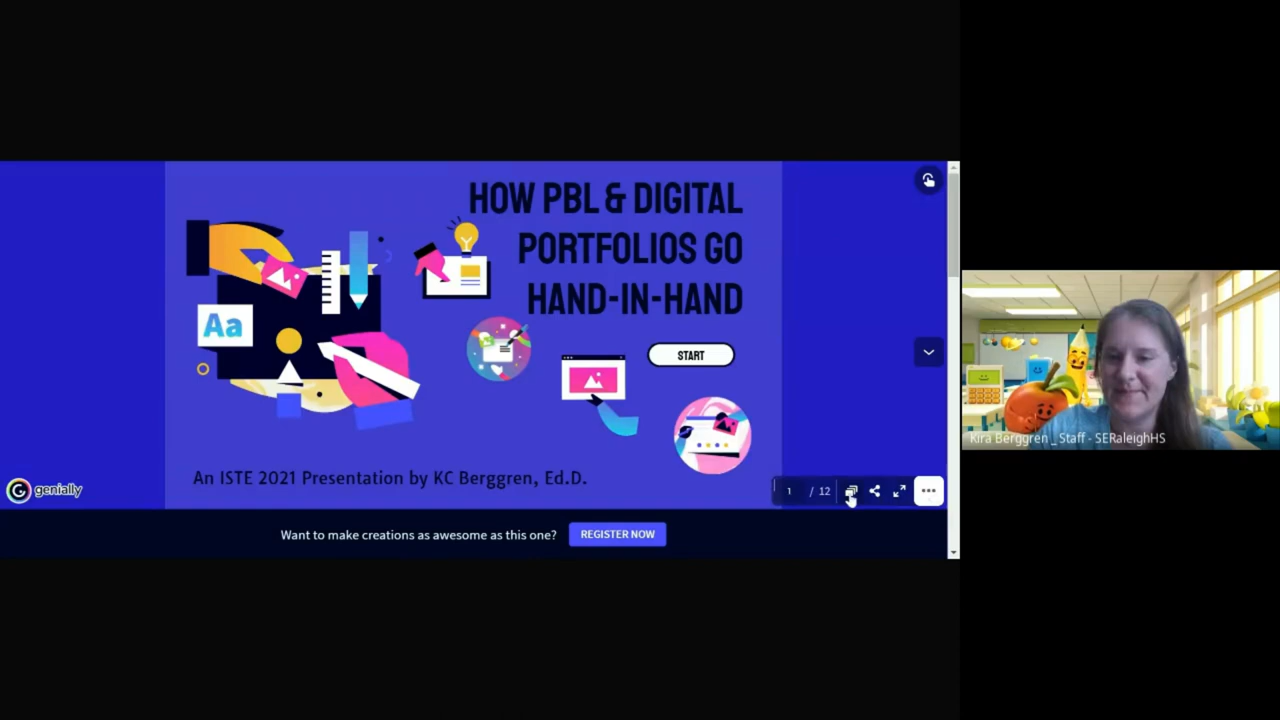 HOW PBL & DIGITAL
PORTFOLIOS GO
HAND-IN-HAND
Aa
START
An ISTE 2021 Presentation by KC Berggren, Ed.D.
genially
1 / 12
Want to make creations as awesome as this one?
REGISTER NOW
Kira Berggren _ Staff - SERaleighHS